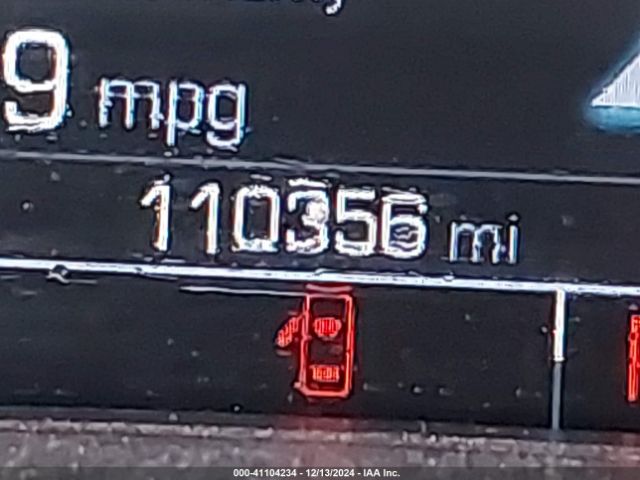 9 mpg
110356 mi
000-41104234 - 12/13/2024 - IAA Inc.